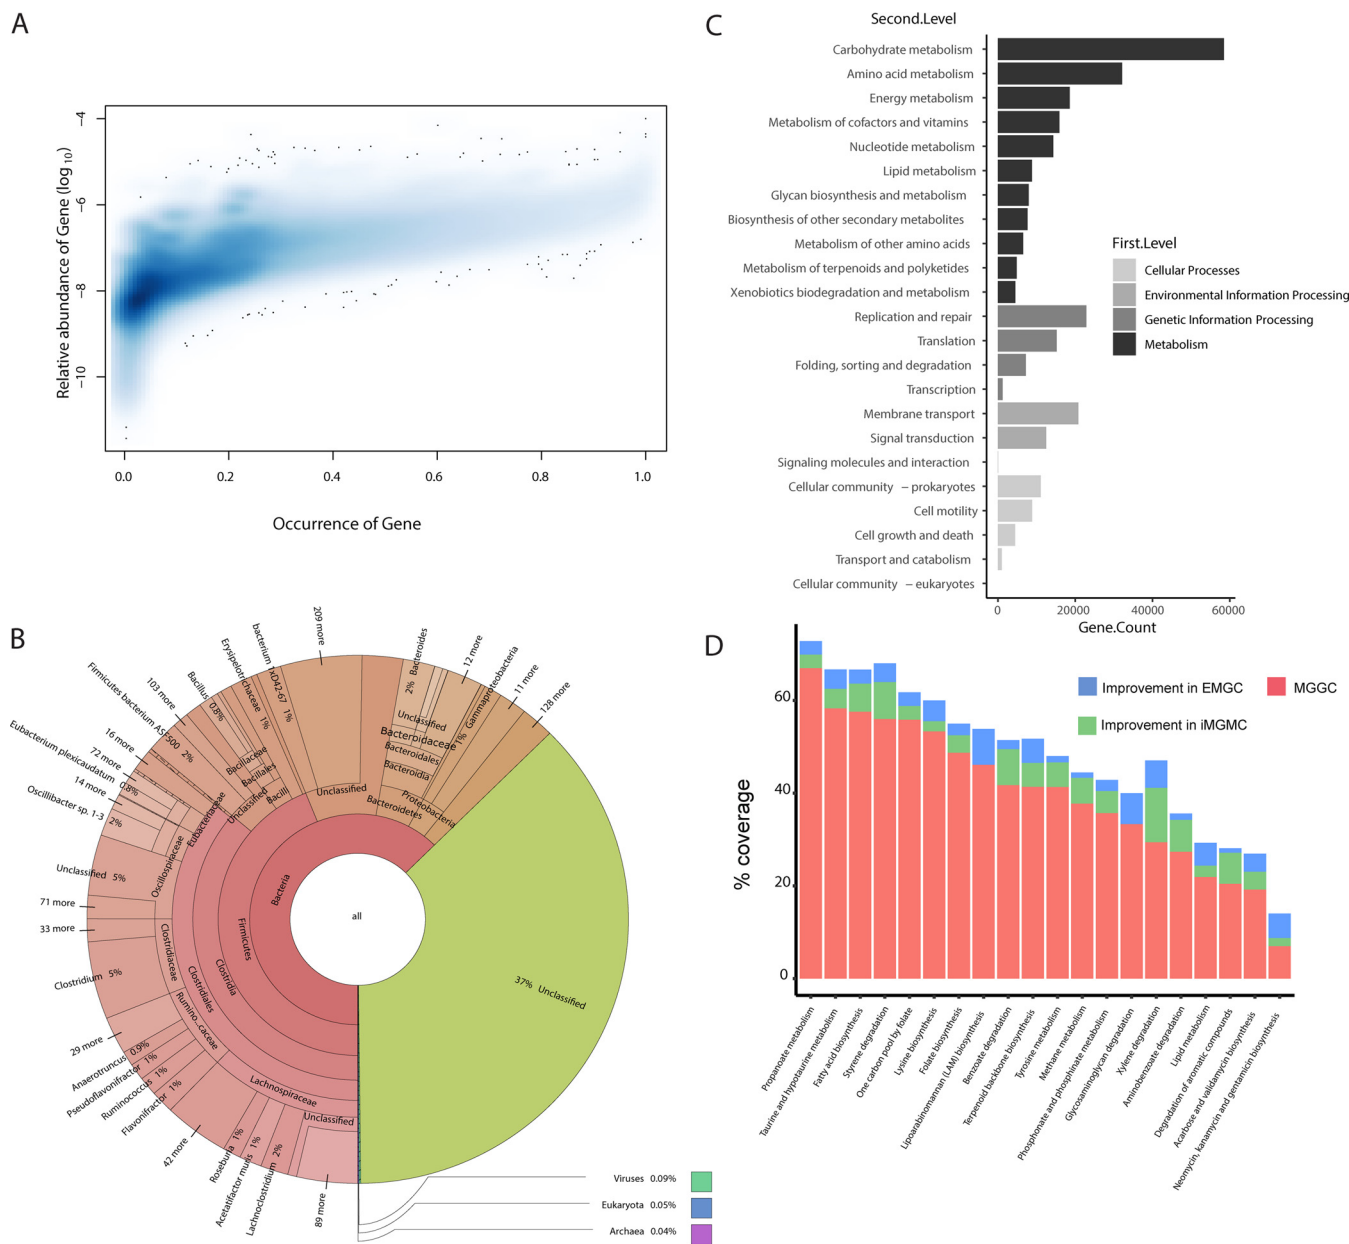 A
Relative abundance of Gene (log 10)
−4
−6
−8
−10
0.0
0.2
0.4
0.6
0.8
1.0
Occurrence of Gene
C
Second.Level
Carbohydrate metabolism
Amino acid metabolism
Energy metabolism
Metabolism of cofactors and vitamins
Nucleotide metabolism
Lipid metabolism
Glycan biosynthesis and metabolism
Biosynthesis of other secondary metabolites
Metabolism of other amino acids
Metabolism of terpenoids and polyketides
Xenobiotics biodegradation and metabolism
Replication and repair
Translation
Folding, sorting and degradation
Transcription
Membrane transport
Signal transduction
Signaling molecules and interaction
Cellular community − prokaryotes
Cell motility
Cell growth and death
Transport and catabolism
Cellular community − eukaryotes
0
20000
40000
60000
Gene.Count
First.Level
Cellular Processes
Environmental Information Processing
Genetic Information Processing
Metabolism
B
209 more
bacterium 1xD42-67 1%
Erysipelotrichaceae 1%
Bacillus 0.8%
103 more
Firmicutes bacterium ASF500 2%
16 more
72 more
Eubacterium plexicaudatum 0.8%
14 more
Oscillibacter sp. 1-3 2%
Unclassified 5%
71 more
33 more
Clostridium 5%
29 more
Anaerotruncus 0.9%
Pseudoflavonifractor 1%
Ruminococcus 1%
Flavonifractor 1%
42 more
Roseburia 1%
Acetatifactor muris 1%
Lachnoclostridium 2%
89 more
2% Bacteroides
12 more
1% Gammaproteobacteria
11 more
128 more
Unclassified
Bacteroidales
Bacteroidia
Bacteroidetes
Proteobacteria
Unclassified
Bacillaceae
Bacillales
Bacilli
Unclassified
Eubacteriaceae
Oscillospiraceae
Clostridiaceae
Rumino...caceae
Lachnospiraceae
Unclassified
Clostridiales
Clostridia
Firmicutes
Bacteria
all
37% Unclassified
Viruses 0.09%
Eukaryota 0.05%
Archaea 0.04%
D
% coverage
60
40
20
0
Improvement in EMGC
MGGC
Improvement in iMGMC
Propanoate metabolism
Taurine and hypotaurine metabolism
Fatty acid biosynthesis
Styrene degradation
One carbon pool by folate
Lysine biosynthesis
Folate biosynthesis
Lipoarabinomannan (LAM) biosynthesis
Benzoate degradation
Terpenoid backbone biosynthesis
Tyrosine metabolism
Methane metabolism
Phosphonate and phosphinate metabolism
Glycosaminoglycan degradation
Xylene degradation
Aminobenzoate degradation
Lipid metabolism
Degradation of aromatic compounds
Acarbose and validamycin biosynthesis
Neomycin, kanamycin and gentamicin biosynthesis